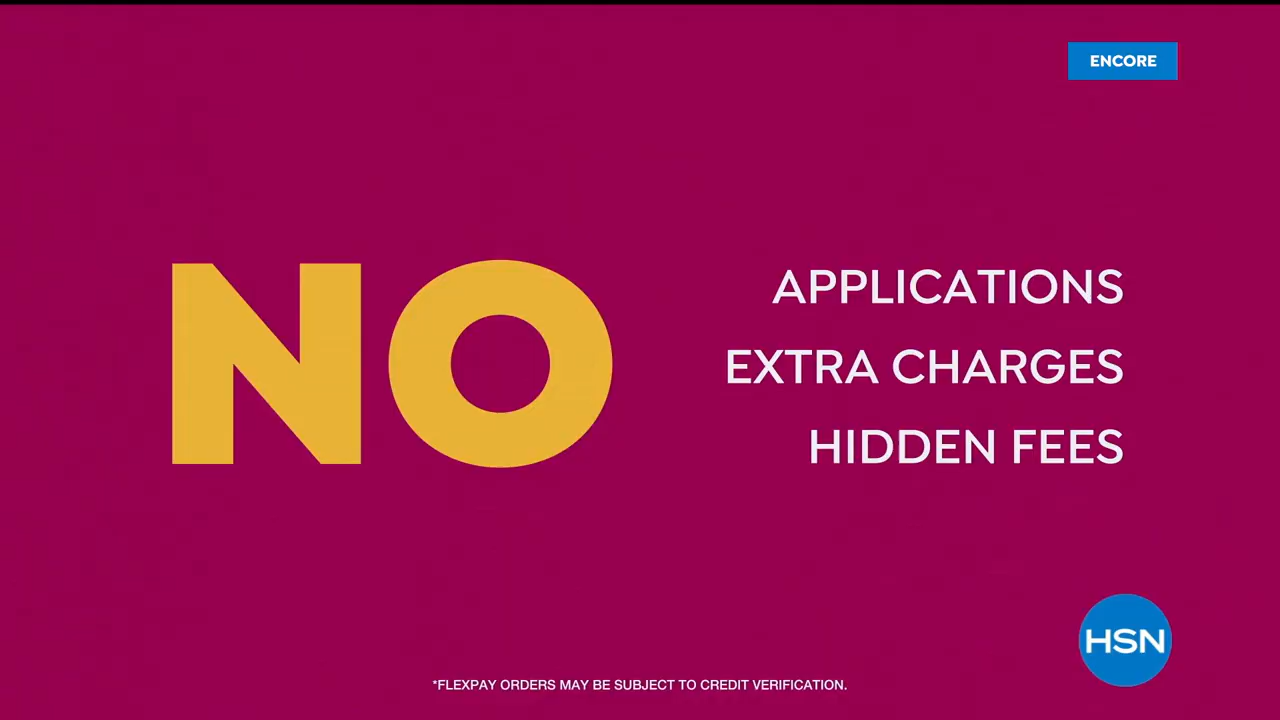 ENCORE
NO
APPLICATIONS
EXTRA CHARGES
HIDDEN FEES
HSN
*FLEXPAY ORDERS MAY BE SUBJECT TO CREDIT VERIFICATION.